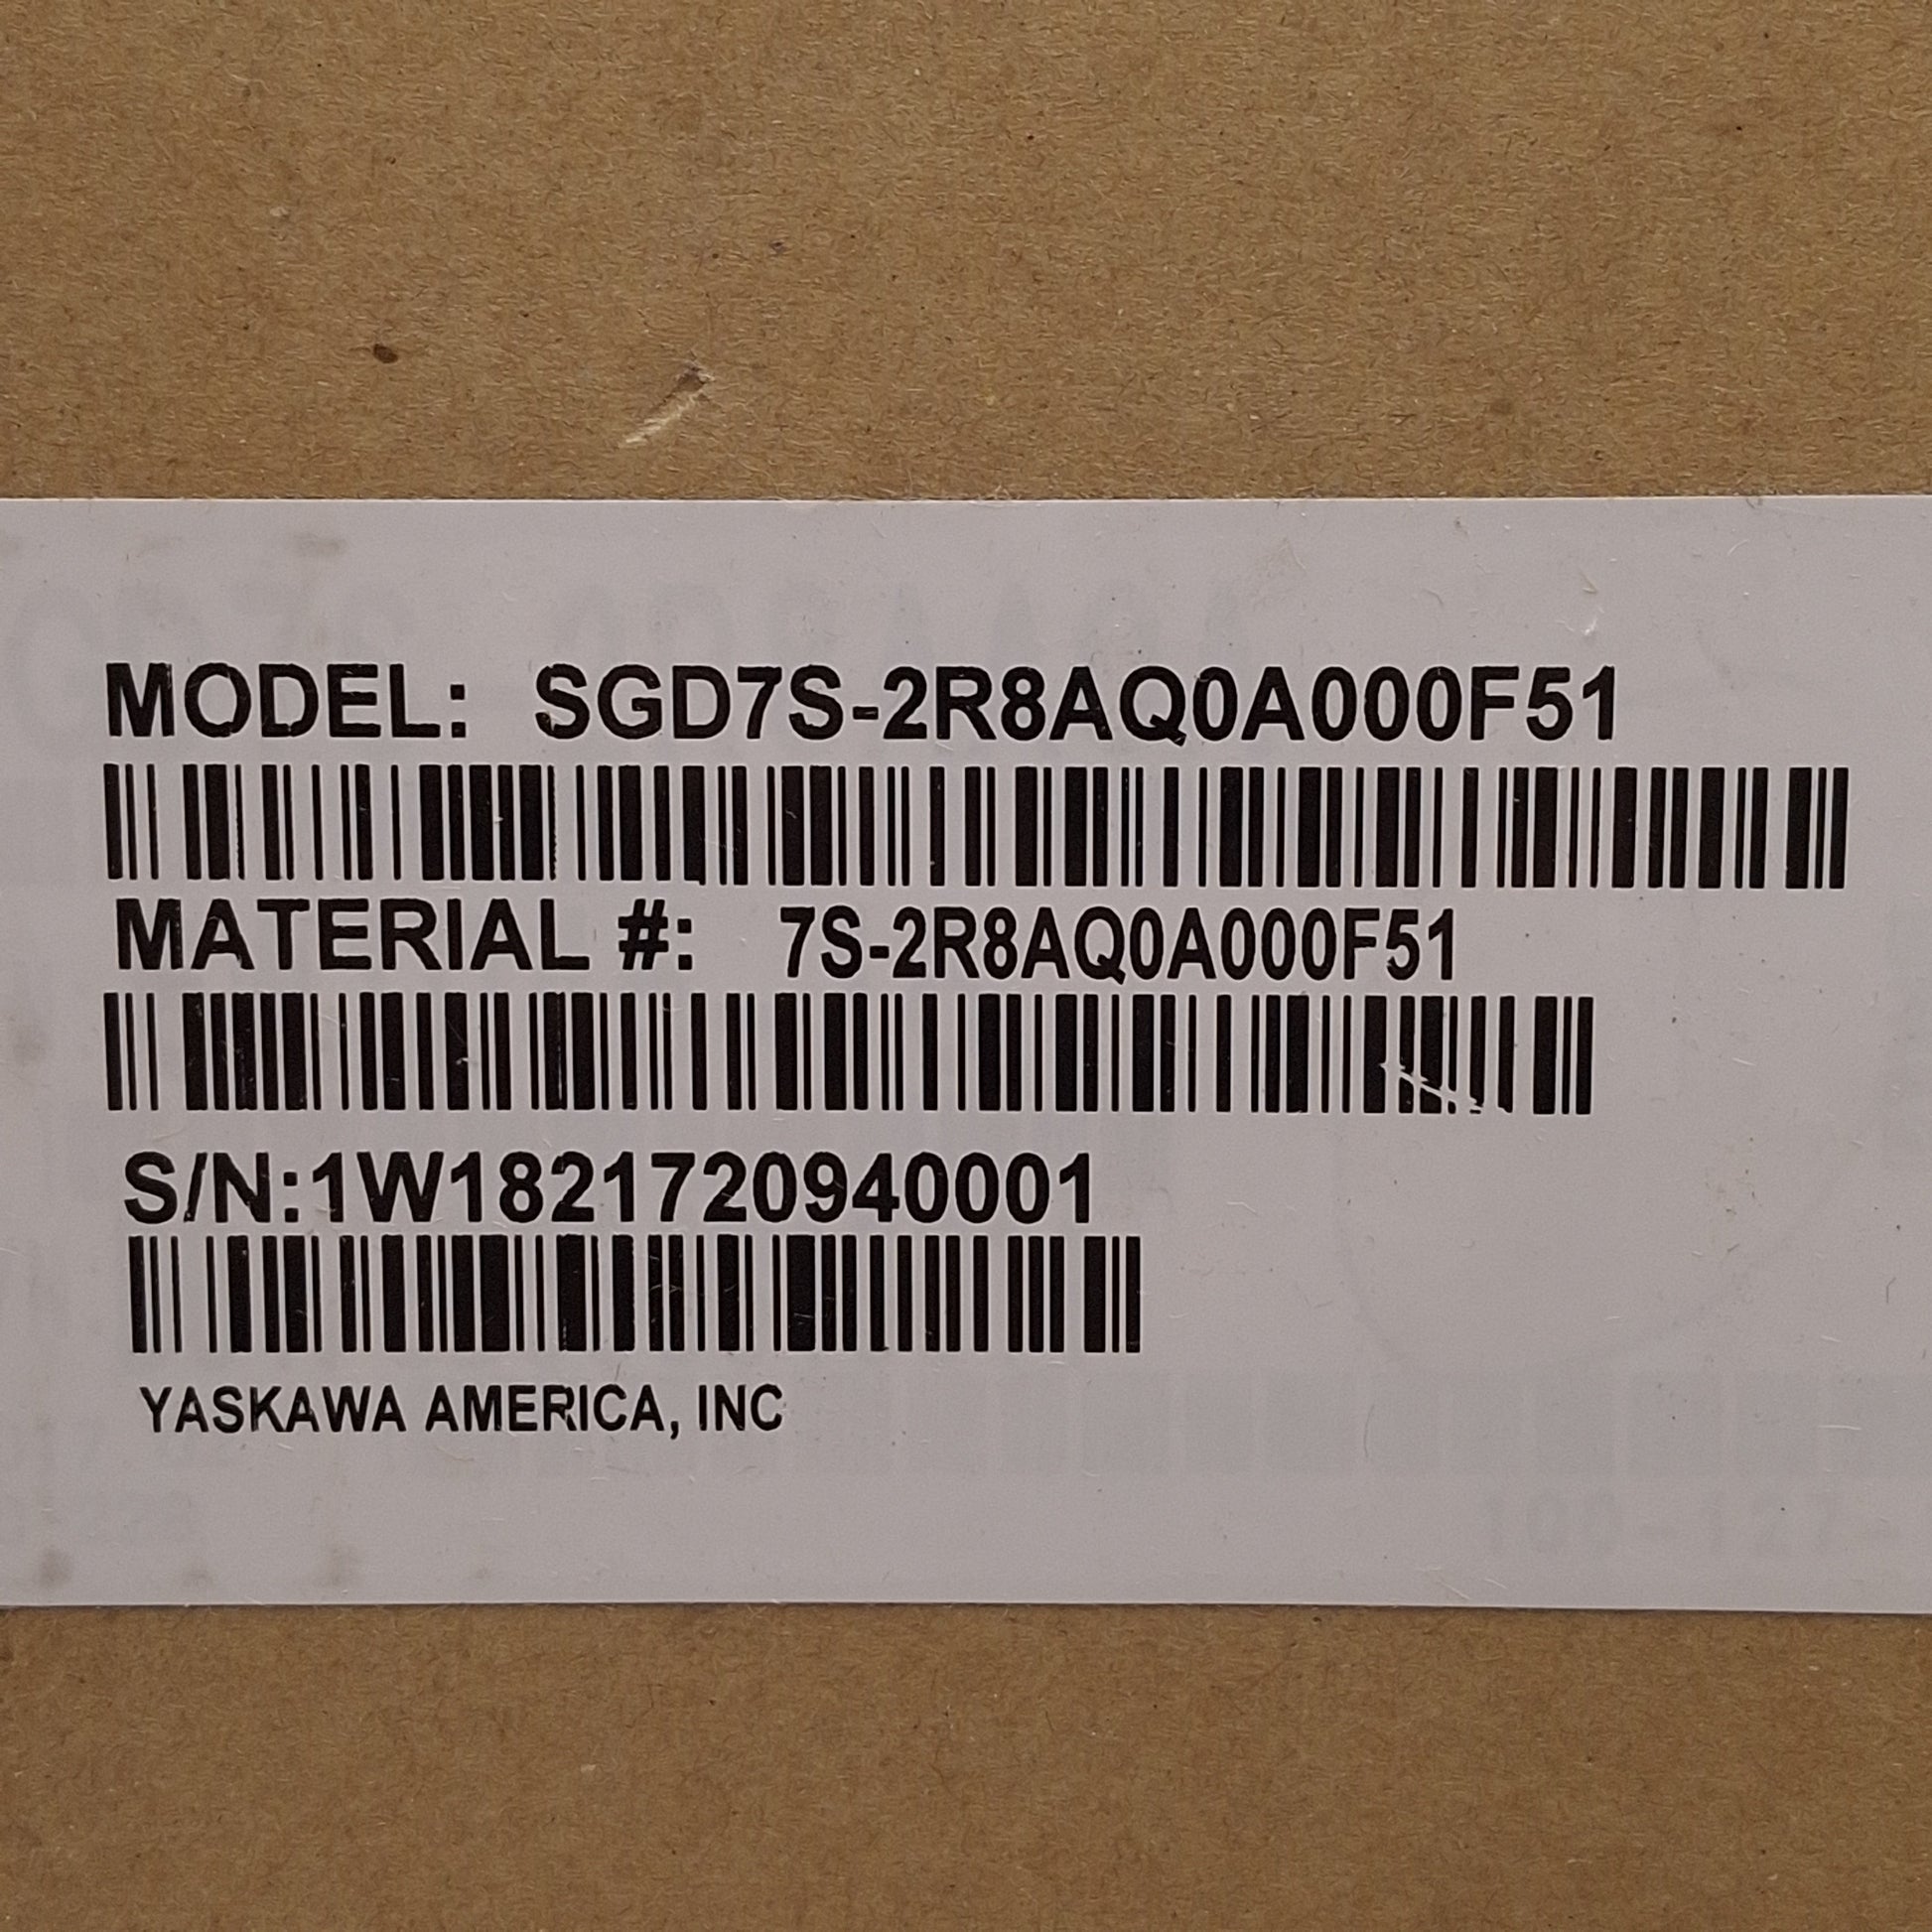 MODEL: SGD7S-2R8AQ0A000F51
MATERIAL #: 7S-2R8AQ0A000F51
S/N:1W1821720940001
YASKAWA AMERICA, INC